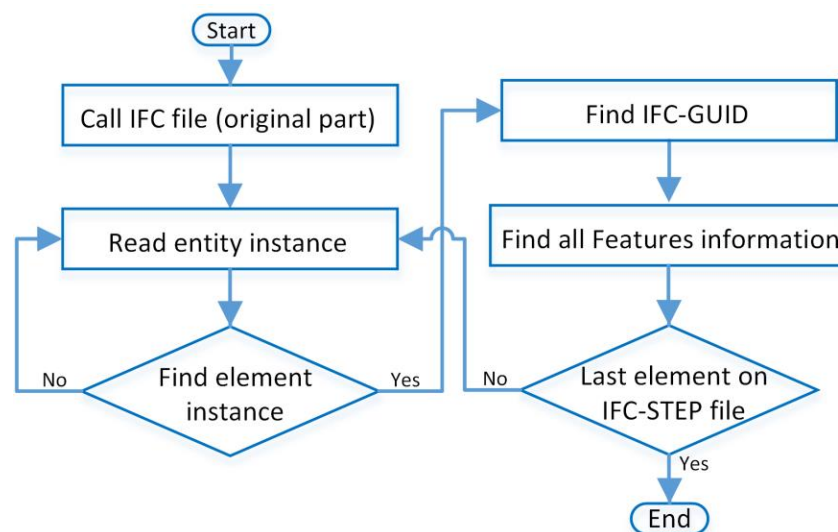 Start
Call IFC file (original part)
Read entity instance
Find element
instance
No
Yes
Find IFC-GUID
Find all Features information
Last element on
IFC-STEP file
No
Yes
End